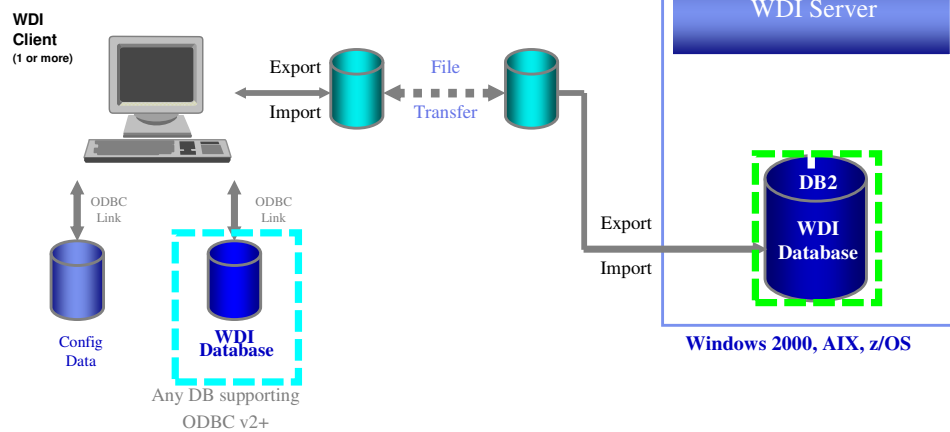 WDI
Client
(1 or more)
WDI Server
Export
File
Import
Transfer
ODBC
Link
ODBC
Link
DB2
WDI
Database
Export
Import
Config
Data
WDI
Database
Any DB supporting
ODBC v2+
Windows 2000, AIX, z/OS